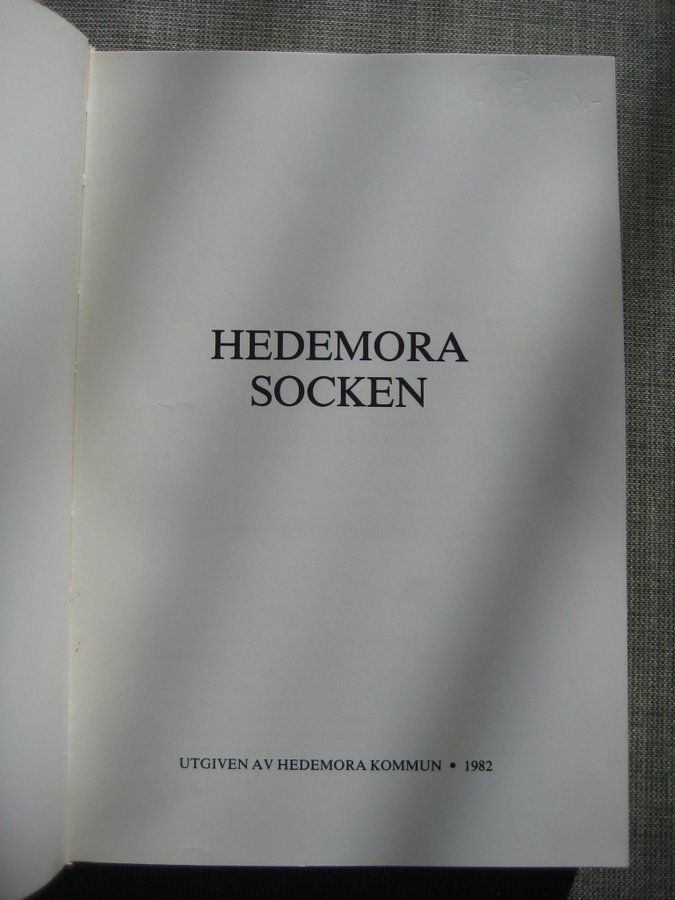 HEDEMORA
SOCKEN
UTGIVEN AV HEDEMORA KOMMUN • 1982